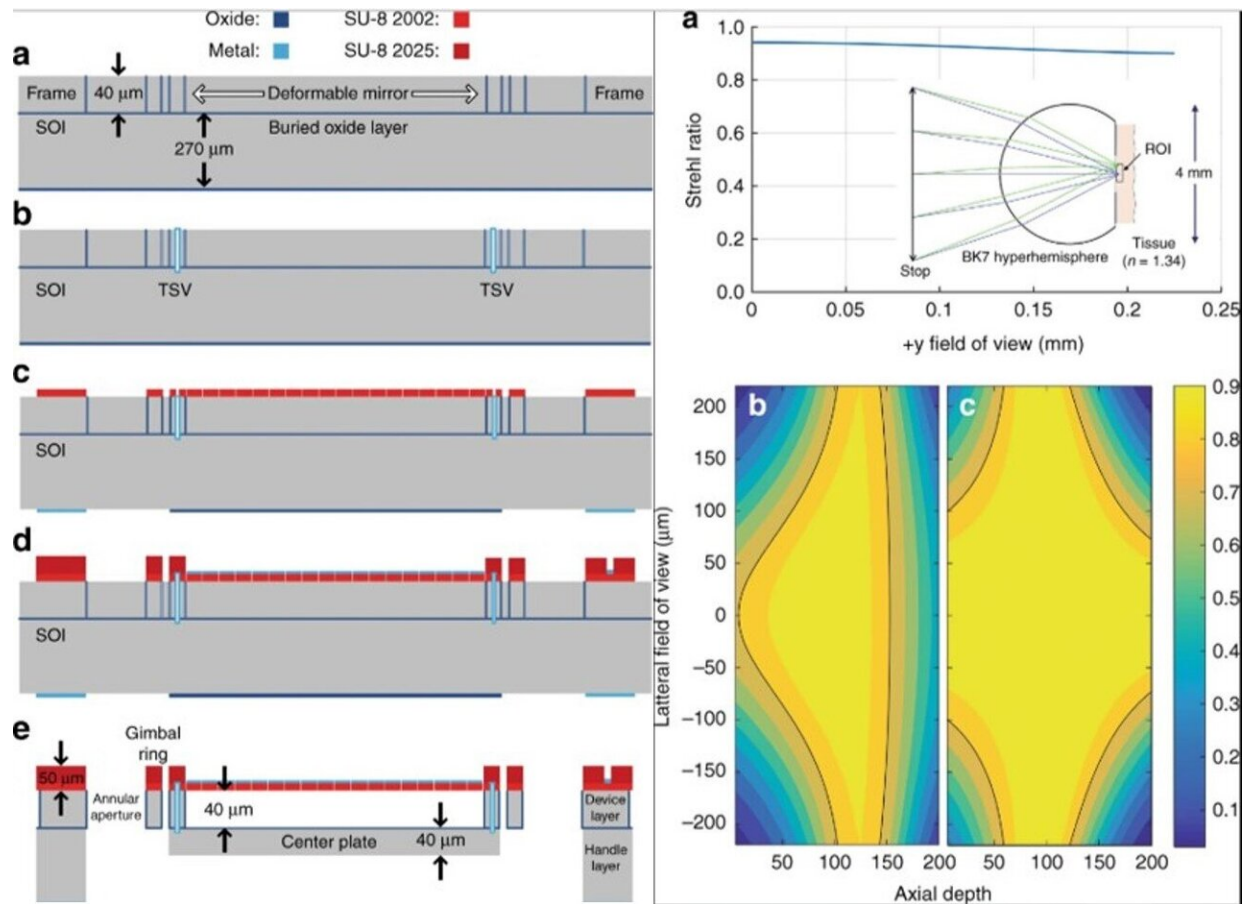 Oxide:
SU-8 2002:
Metal:
SU-8 2025:
a
Frame
40 μm
Deformable mirror
Frame
SOI
Buried oxide layer
270 μm
b
SOI
TSV
TSV
c
SOI
d
SOI
e
Gimbal
ring
50 μm
Annular
aperture
40 μm
Center plate
40 μm
Device
layer
Handle
layer
a
1.0
0.8
0.6
0.4
0.2
0.0
Strehl ratio
ROI
4 mm
Tissue
(n = 1.34)
BK7 hyperhemisphere
Stop
0
0.05
0.1
0.15
0.2
0.25
+y field of view (mm)
b
c
200
150
100
50
0
−50
−100
−150
−200
Latteral field of view (μm)
50
100
150
200
50
100
150
200
Axial depth
0.9
0.8
0.7
0.6
0.5
0.4
0.3
0.2
0.1